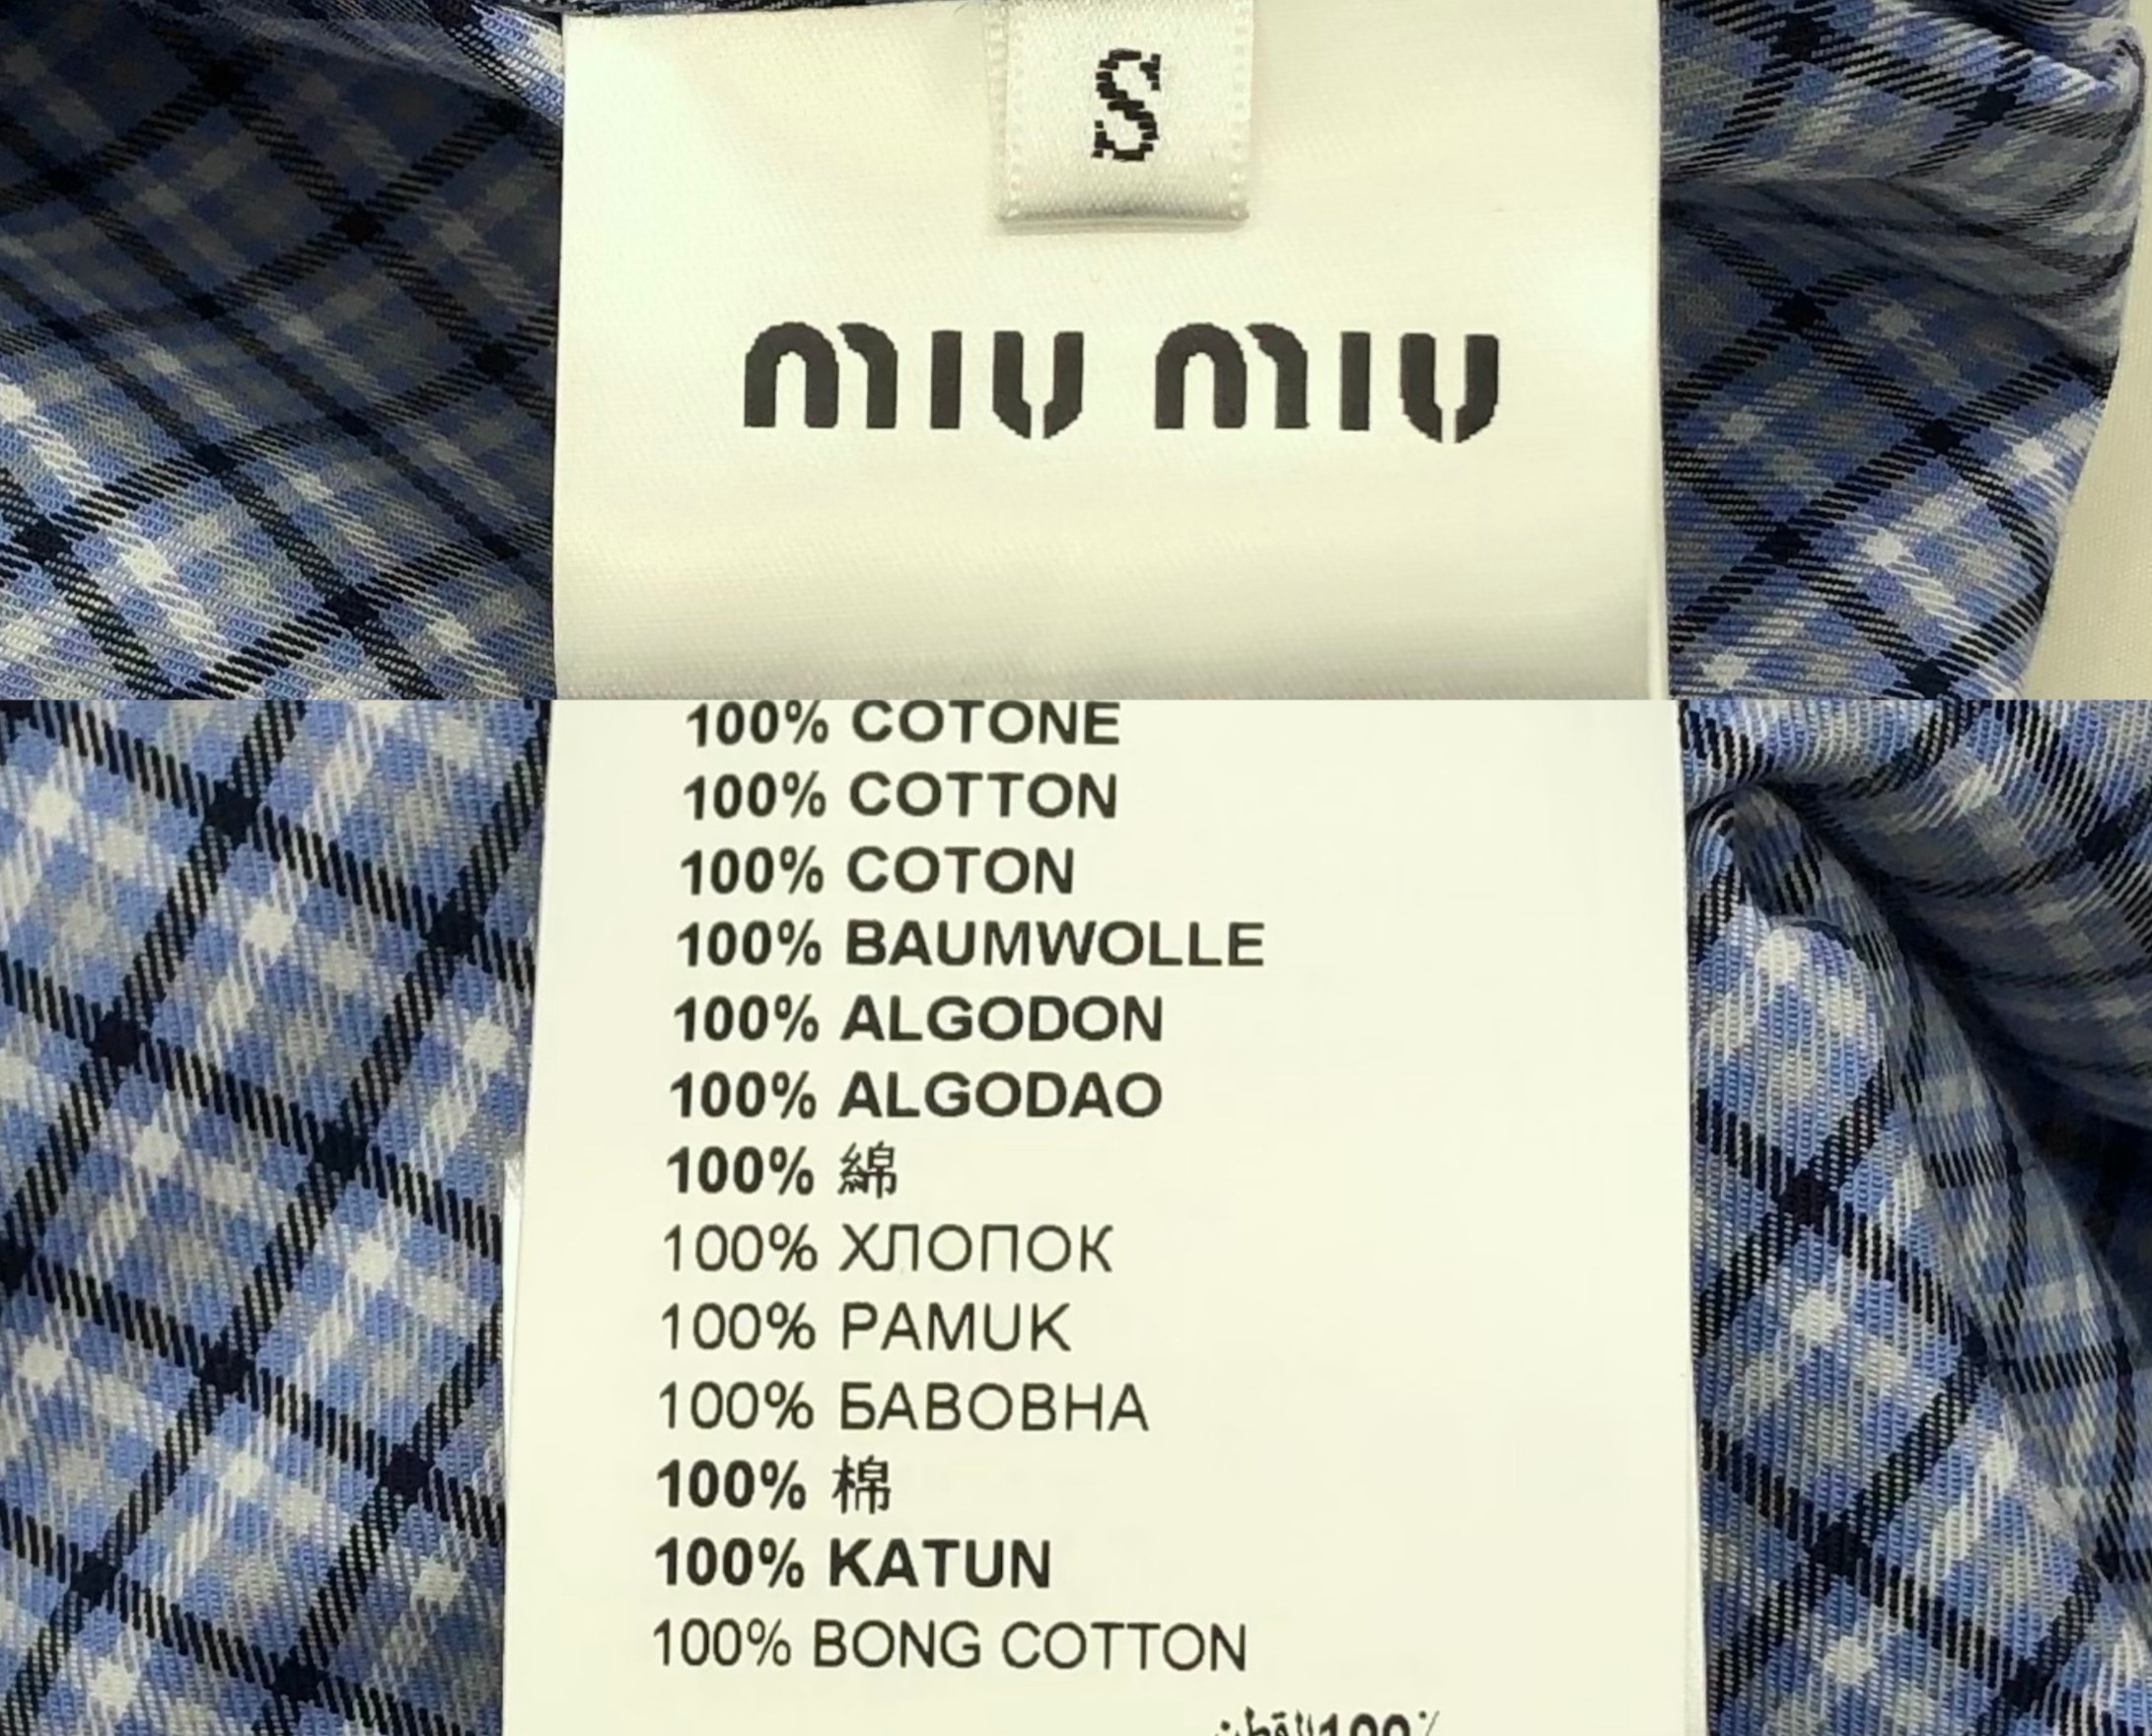 S
MIU MIU
100% COTONE
100% COTTON
100% COTON
100% BAUMWOLLE
100% ALGODON
100% ALGODAO
100% 綿
100% ХЛОПОК
100% PAMUK
100% БАВОВНА
100% 棉
100% KATUN
100% BONG COTTON